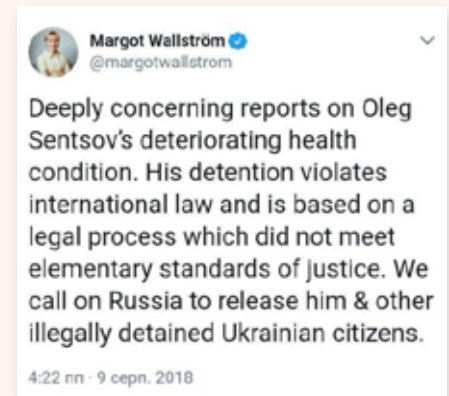 Margot Wallström
@margotwallstrom
Deeply concerning reports on Oleg
Sentsov's deteriorating health
condition. His detention violates
international law and is based on a
legal process which did not meet
elementary standards of justice. We
call on Russia to release him & other
illegally detained Ukrainian citizens.
4:22 пп · 9 серп. 2018